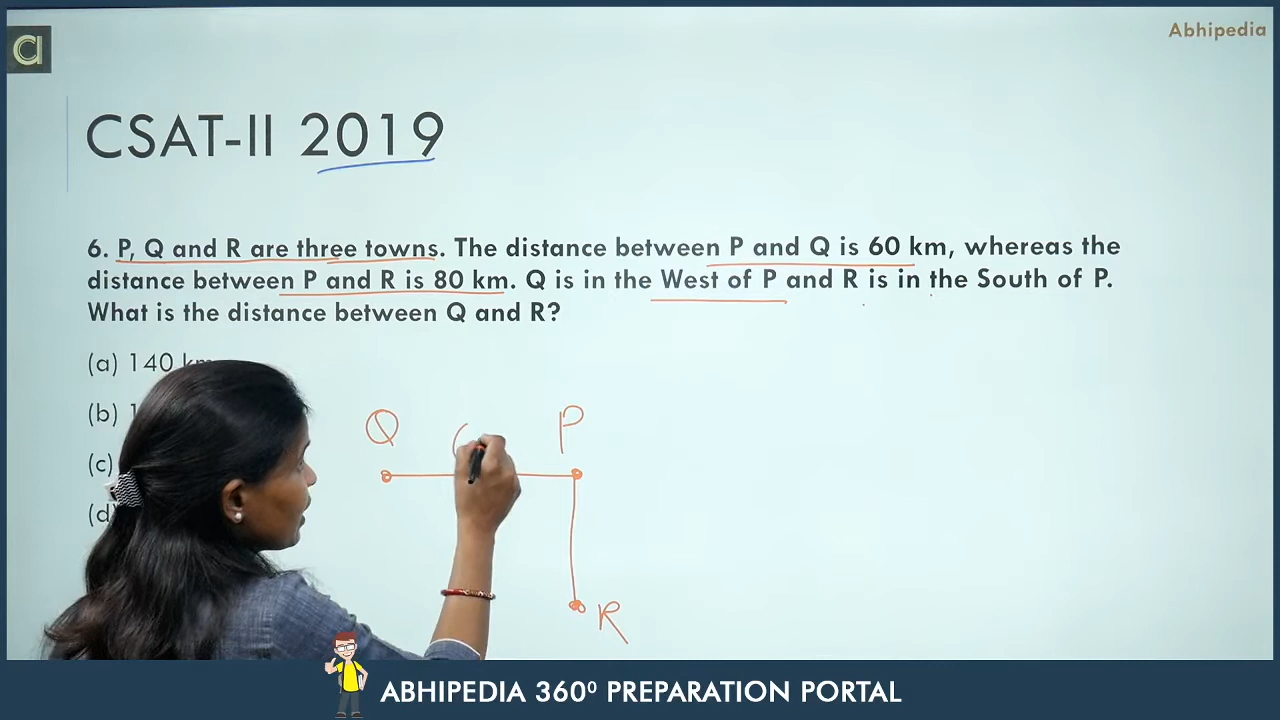 Abhipedia
a
CSAT-II 2019
6. P, Q and R are three towns. The distance between P and Q is 60 km, whereas the
distance between P and R is 80 km. Q is in the West of P and R is in the South of P.
What is the distance between Q and R?
(a) 140 km
(b)
(c)
(d)
Q P
R
ABHIPEDIA 360⁰ PREPARATION PORTAL